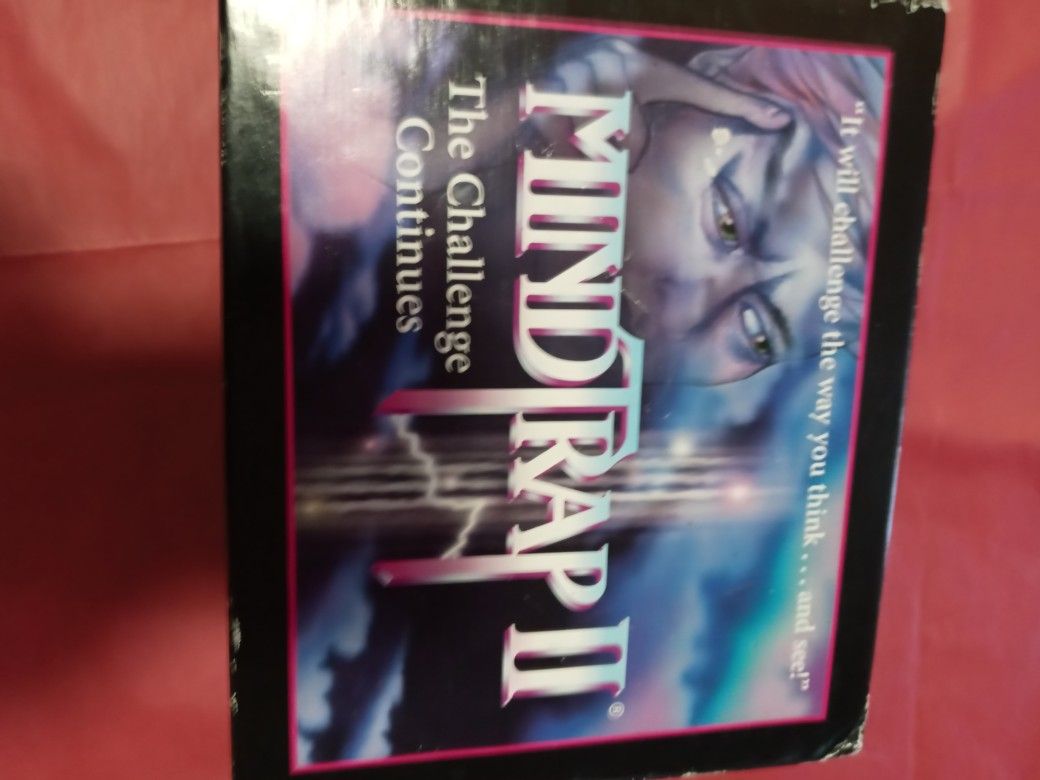 “It will challenge the way you think . . . and see!”
MINDTRAP II®
The Challenge
Continues